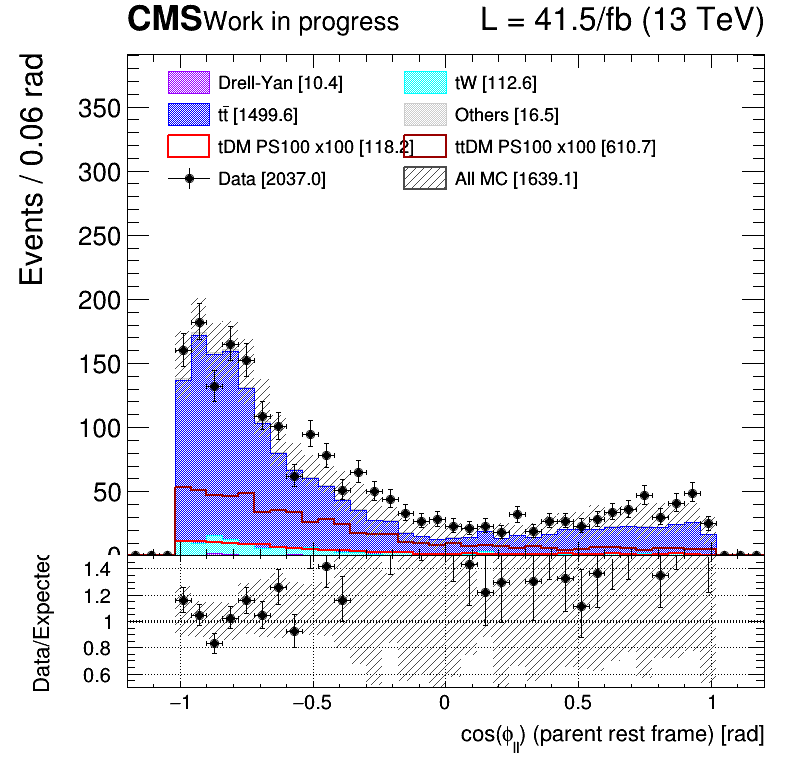 CMS Work in progress L = 41.5/fb (13 TeV)
Events / 0.06 rad
Drell-Yan [10.4] tW [112.6]
tt̄ [1499.6] Others [16.5]
tDM PS100 x100 [118.2] ttDM PS100 x100 [610.7]
Data [2037.0] All MC [1639.1]
350
300
250
200
150
100
50
0
Data/Expected
1.4
1.2
1
0.8
0.6
−1 −0.5 0 0.5 1
cos(ϕ_ll) (parent rest frame) [rad]